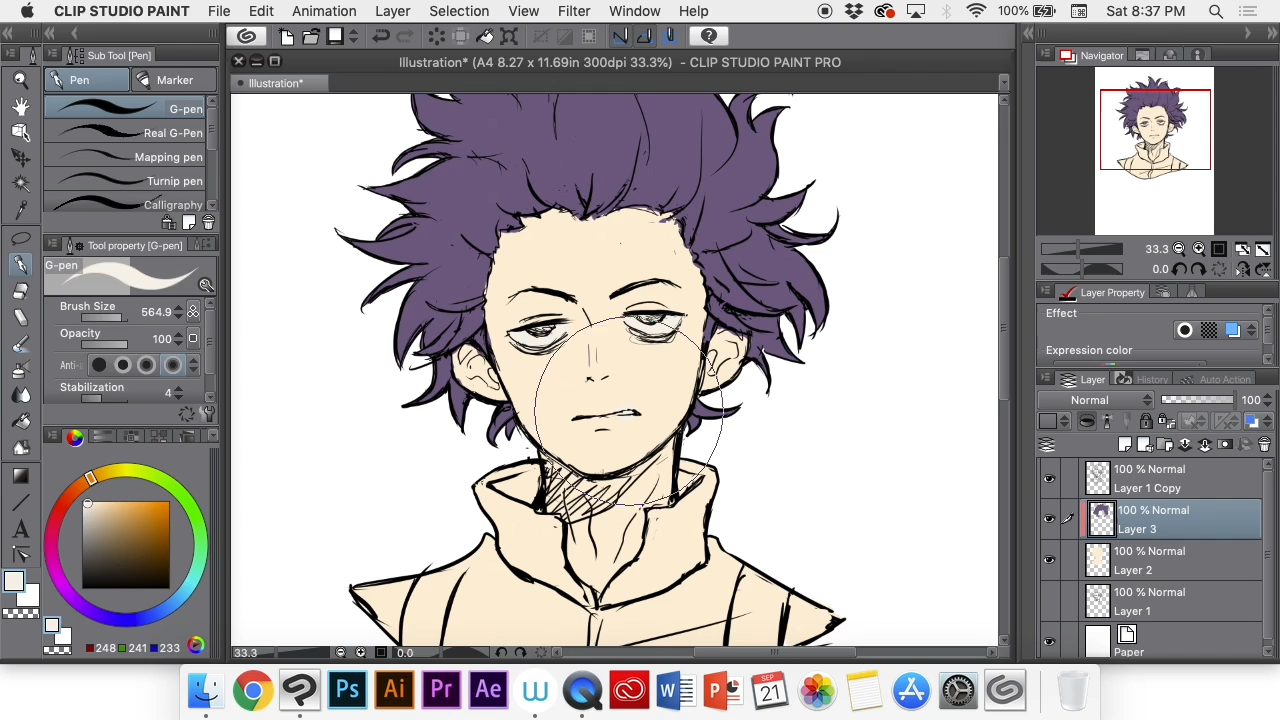 CLIP STUDIO PAINT File Edit Animation Layer Selection View Filter Window Help 100% Sat 8:37 PM
Illustration* (A4 8.27 x 11.69in 300dpi 33.3%) - CLIP STUDIO PAINT PRO
Sub Tool [Pen]
Pen
Marker
Illustration*
G-pen
Real G-Pen
Mapping pen
Turnip pen
Calligraphy
Tool property [G-pen]
G-pen
Brush Size 564.9
Opacity 100
Anti-
Stabilization 4
248 241 233
33.3
0.0
Navigator
33.3
0.0
Layer Property
Effect
Expression color
Layer
History
Auto Action
Normal 100
100 % Normal
Layer 1 Copy
100 % Normal
Layer 3
100 % Normal
Layer 2
100 % Normal
Layer 1
Paper
Ps Ai Pr Ae W P SEP 21